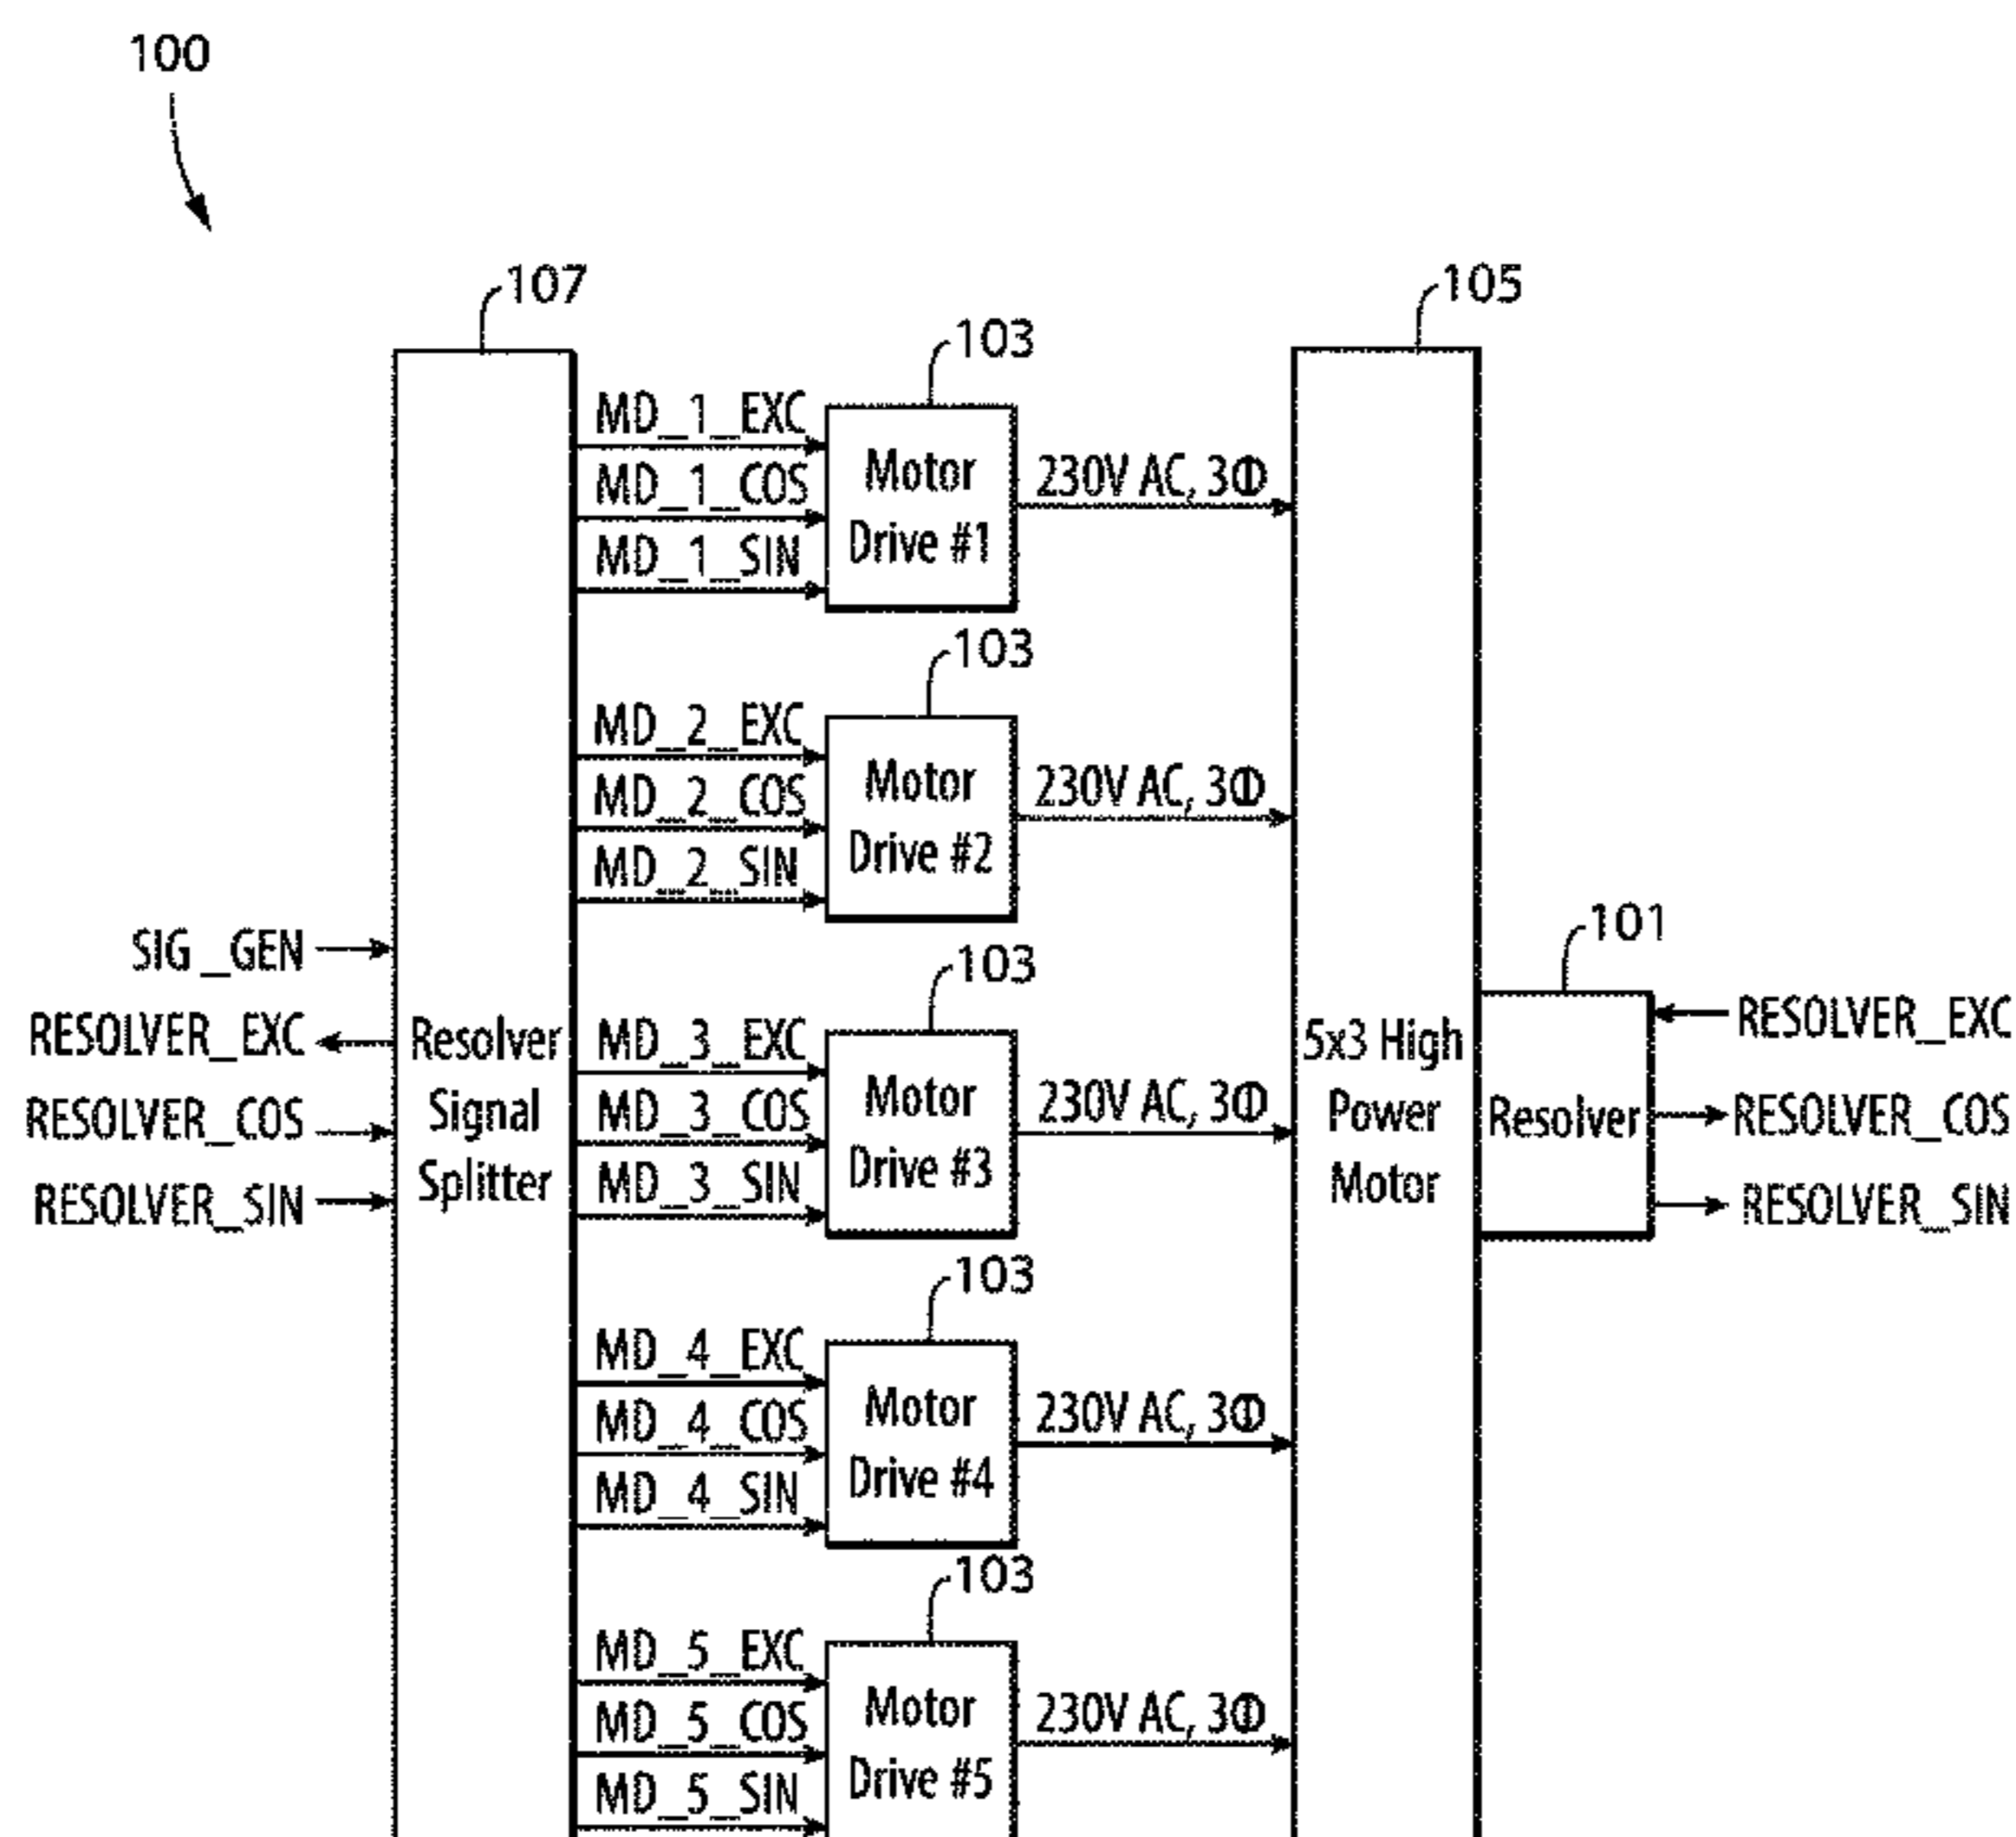 100
107
105
103
MD_1_EXC
MD_1_COS
MD_1_SIN
Motor
Drive #1
230V AC, 3Φ
103
MD_2_EXC
MD_2_COS
MD_2_SIN
Motor
Drive #2
230V AC, 3Φ
SIG_GEN
RESOLVER_EXC
RESOLVER_COS
RESOLVER_SIN
Resolver
Signal
Splitter
103
MD_3_EXC
MD_3_COS
MD_3_SIN
Motor
Drive #3
230V AC, 3Φ
5x3 High
Power
Motor
101
Resolver
RESOLVER_EXC
RESOLVER_COS
RESOLVER_SIN
103
MD_4_EXC
MD_4_COS
MD_4_SIN
Motor
Drive #4
230V AC, 3Φ
103
MD_5_EXC
MD_5_COS
MD_5_SIN
Motor
Drive #5
230V AC, 3Φ